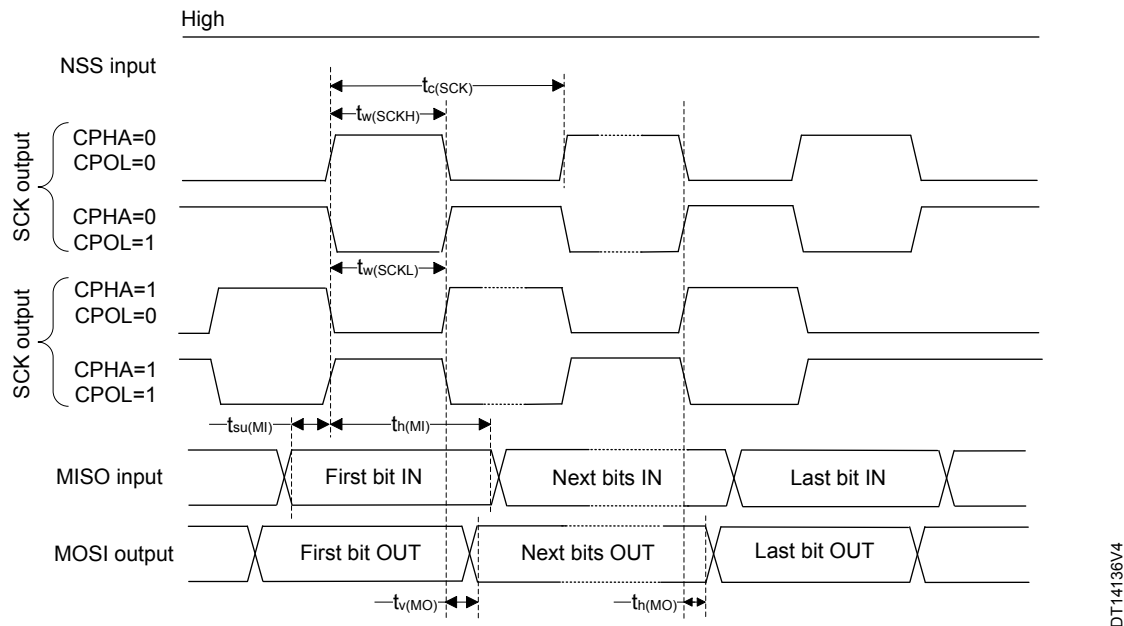 High
NSS input
tc(SCK)
tw(SCKH)
SCK output
CPHA=0
CPOL=0
CPHA=0
CPOL=1
tw(SCKL)
SCK output
CPHA=1
CPOL=0
CPHA=1
CPOL=1
tsu(MI)
th(MI)
MISO input
First bit IN
Next bits IN
Last bit IN
MOSI output
First bit OUT
Next bits OUT
Last bit OUT
tv(MO)
th(MO)
DT14136V4